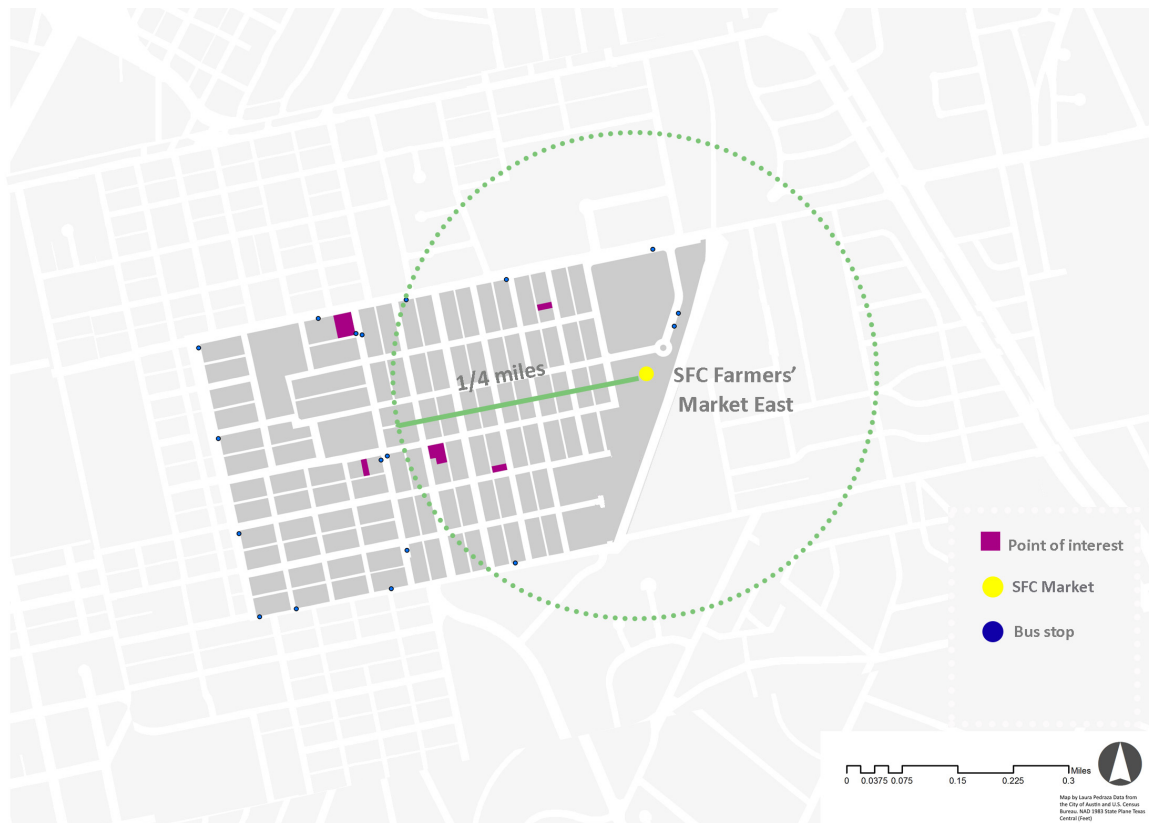 1/4 miles
SFC Farmers’
Market East
Point of interest
SFC Market
Bus stop
Miles
0 0.0375 0.075 0.15 0.225 0.3
Map by Laura Pedraza Data from
the City of Austin and U.S. Census
Bureau. NAD 1983 State Plane Texas
Central (Feet)